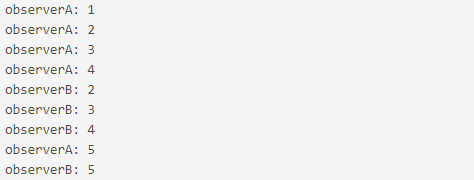 observerA: 1
observerA: 2
observerA: 3
observerA: 4
observerB: 2
observerB: 3
observerB: 4
observerA: 5
observerB: 5